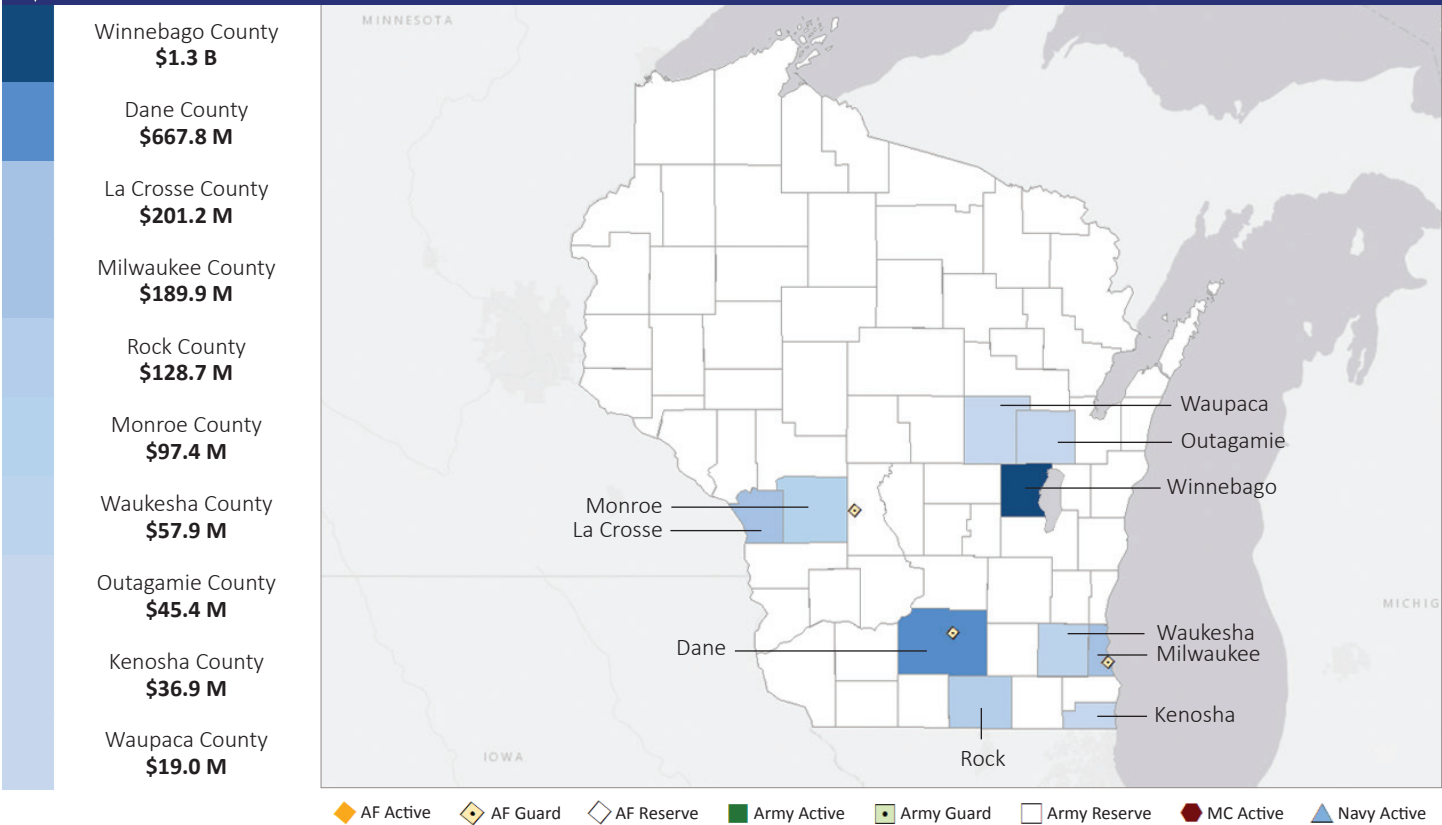 Winnebago County
$1.3 B
Dane County
$667.8 M
La Crosse County
$201.2 M
Milwaukee County
$189.9 M
Rock County
$128.7 M
Monroe County
$97.4 M
Waukesha County
$57.9 M
Outagamie County
$45.4 M
Kenosha County
$36.9 M
Waupaca County
$19.0 M
MINNESOTA
Waupaca
Outagamie
Winnebago
Monroe
La Crosse
MICHIG
Dane
Waukesha
Milwaukee
Kenosha
IOWA
Rock
AF Active AF Guard AF Reserve Army Active Army Guard Army Reserve MC Active Navy Active